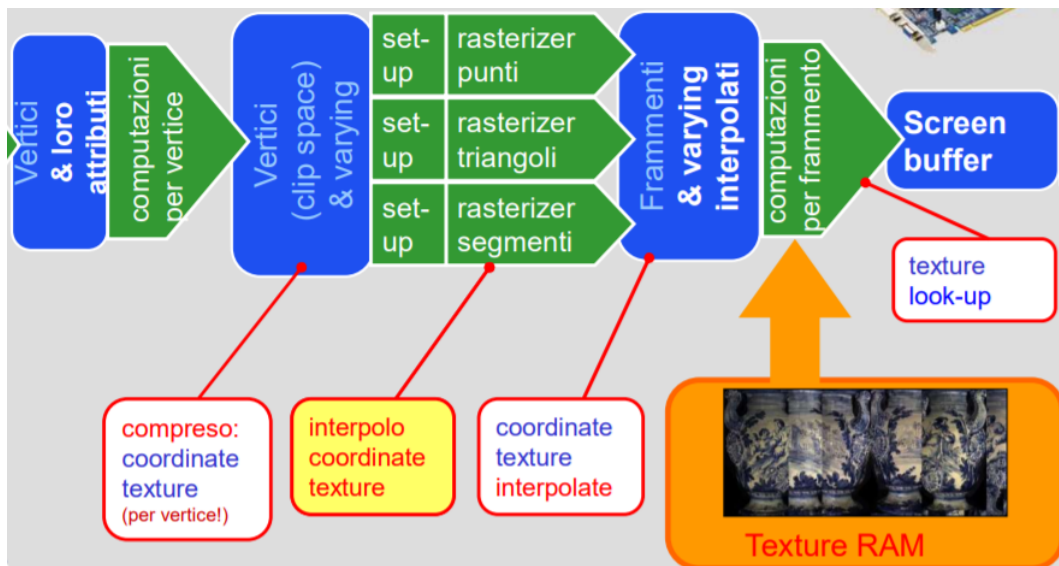 Vertici
& loro
attributi
computazioni
per vertice
Vertici
(clip space)
& varying
set-
up
rasterizer
punti
set-
up
rasterizer
triangoli
set-
up
rasterizer
segmenti
Frammenti
& varying
interpolati
computazioni
per frammento
Screen
buffer
compreso:
coordinate
texture
(per vertice!)
interpolo
coordinate
texture
coordinate
texture
interpolate
texture
look-up
Texture RAM